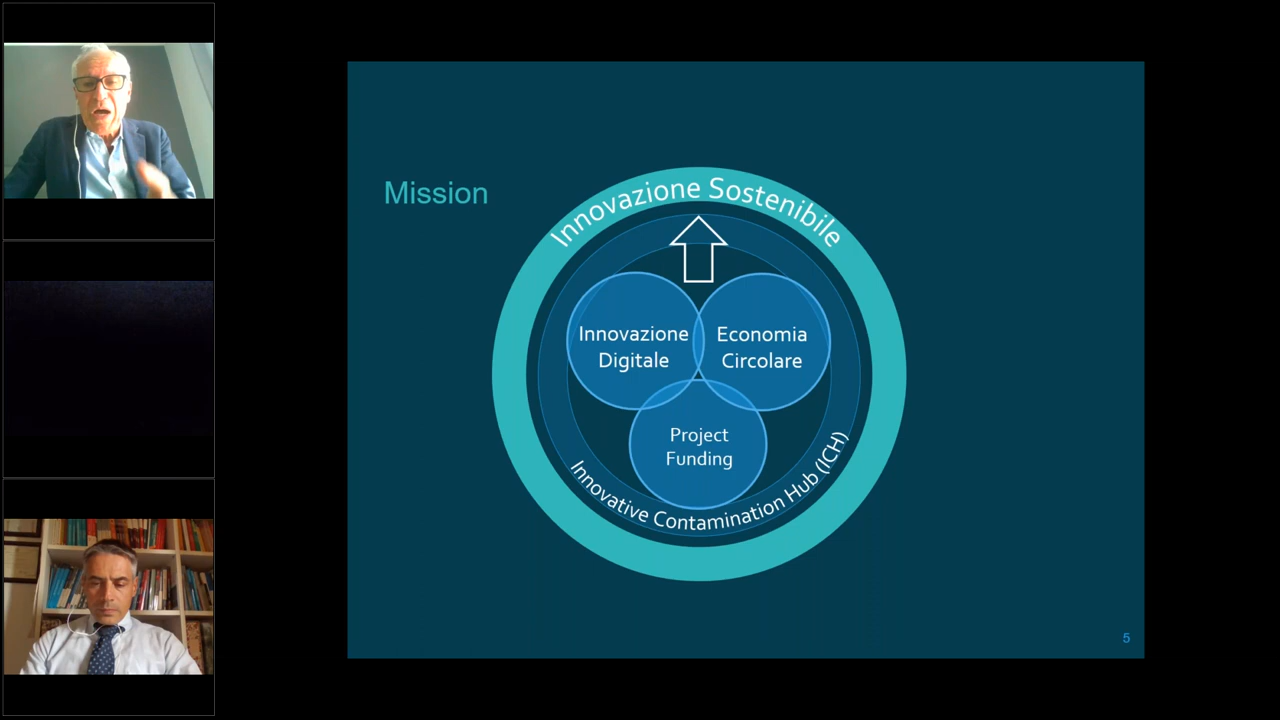 Mission
Innovazione Sostenibile
Innovazione
Digitale
Economia
Circolare
Project
Funding
Innovative Contamination Hub (ICH)
5